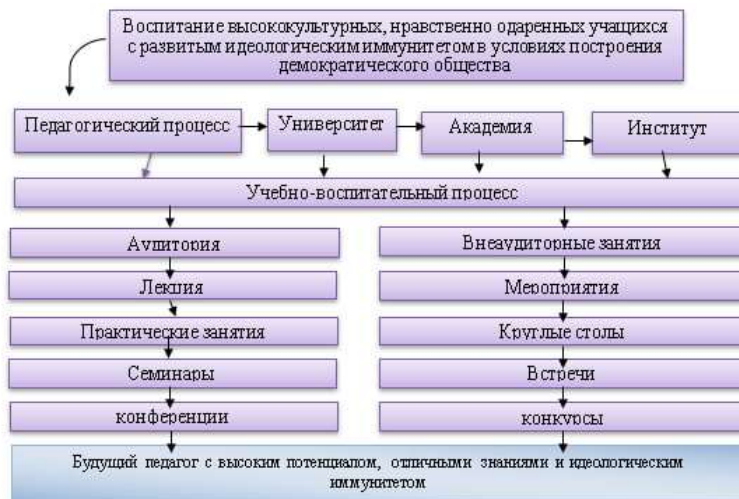 Воспитание высококультурных, нравственно одаренных учащихся
с развитым идеологическим иммунитетом в условиях построения
демократического общества
Педагогический процесс
Университет
Академия
Институт
Учебно-воспитательный процесс
Аудитория
Внеаудиторные занятия
Лекция
Мероприятия
Практические занятия
Круглые столы
Семинары
Встречи
конференции
конкурсы
Будущий педагог с высоким потенциалом, отличными знаниями и идеологическим
иммунитетом